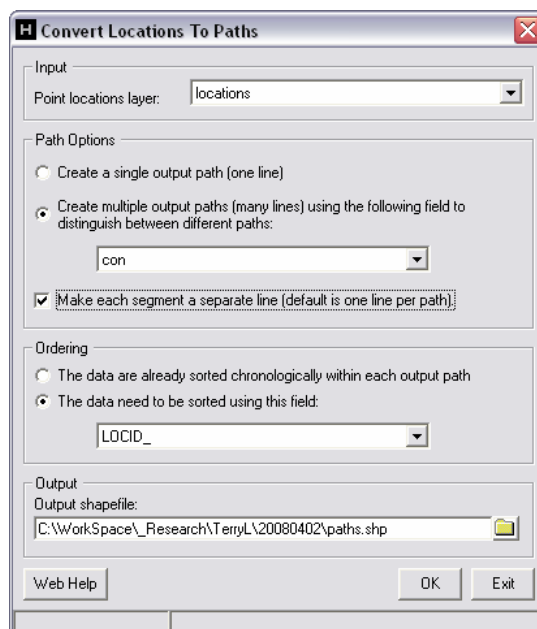 H Convert Locations To Paths
Input
Point locations layer: locations
Path Options
Create a single output path (one line)
Create multiple output paths (many lines) using the following field to
distinguish between different paths:
con
Make each segment a separate line (default is one line per path).
Ordering
The data are already sorted chronologically within each output path
The data need to be sorted using this field:
LOCID_
Output
Output shapefile:
C:\WorkSpace\_Research\TerryL\20080402\paths.shp
Web Help OK Exit